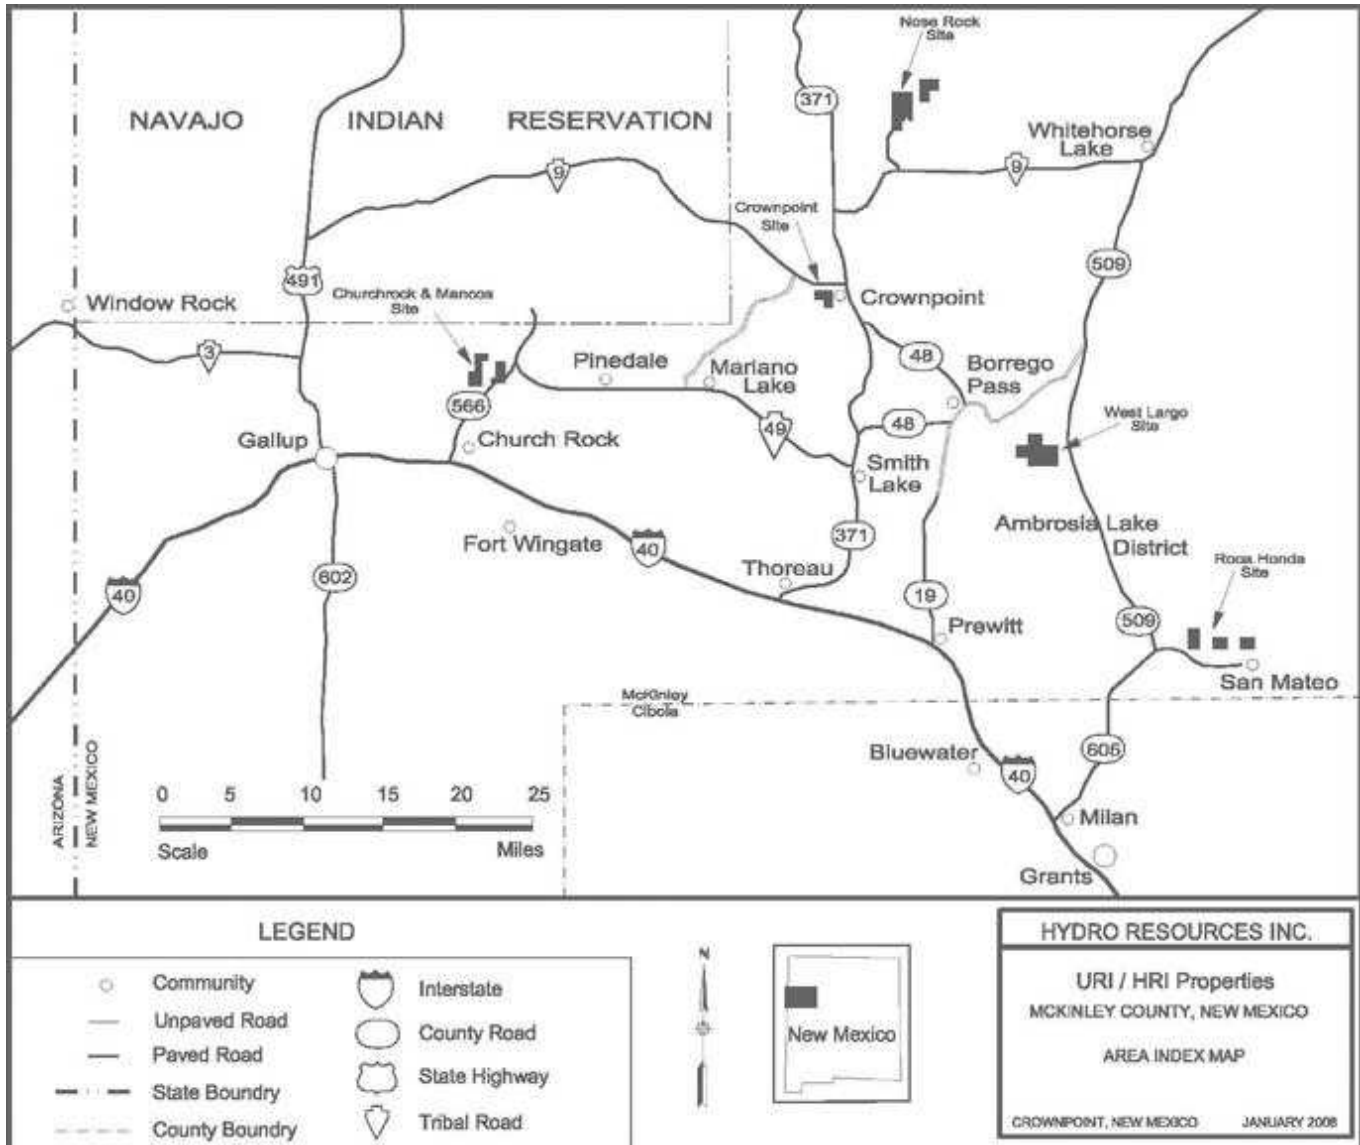 Nose Rock
Site
371
NAVAJO INDIAN RESERVATION
Whitehorse
Lake
9
9
Crownpoint
Site
509
491
Window Rock
Churchrock & Mancos
Site
Crownpoint
3
Pinedale
Mariano
Lake
48
Borrego
Pass
566
West Largo
Site
49
48
Gallup
Church Rock
Smith
Lake
Ambrosia Lake
District
Fort Wingate
40
371
Roca Honda
Site
Thoreau
602
40
19
509
Prewitt
San Mateo
McKinley
Cibola
Bluewater
605
40
ARIZONA
NEW MEXICO
0 5 10 15 20 25
Scale Miles
Milan
Grants
LEGEND
Community
Unpaved Road
Paved Road
State Boundry
County Boundry
Interstate
County Road
State Highway
Tribal Road
N
New Mexico
HYDRO RESOURCES INC.
URI / HRI Properties
MCKINLEY COUNTY, NEW MEXICO
AREA INDEX MAP
CROWNPOINT, NEW MEXICO JANUARY 2008